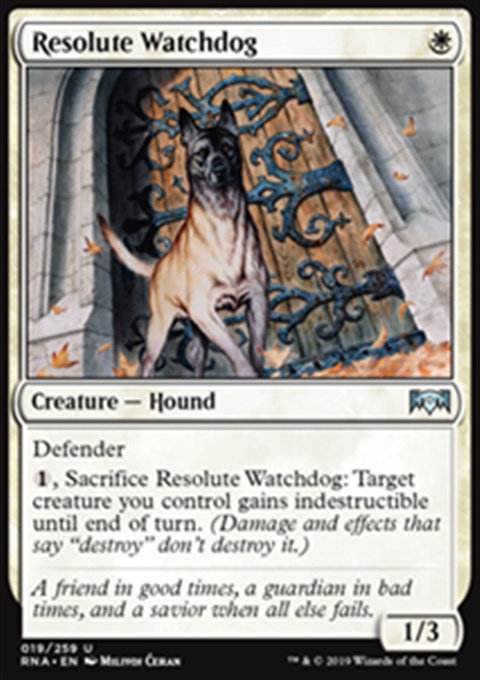 Resolute Watchdog
Creature — Hound
Defender
1, Sacrifice Resolute Watchdog: Target
creature you control gains indestructible
until end of turn. (Damage and effects that
say “destroy” don’t destroy it.)
A friend in good times, a guardian in bad
times, and a savior when all else fails.
1/3
019/259 U
RNA • EN Milivoj Ćeran
™ & © 2019 Wizards of the Coast